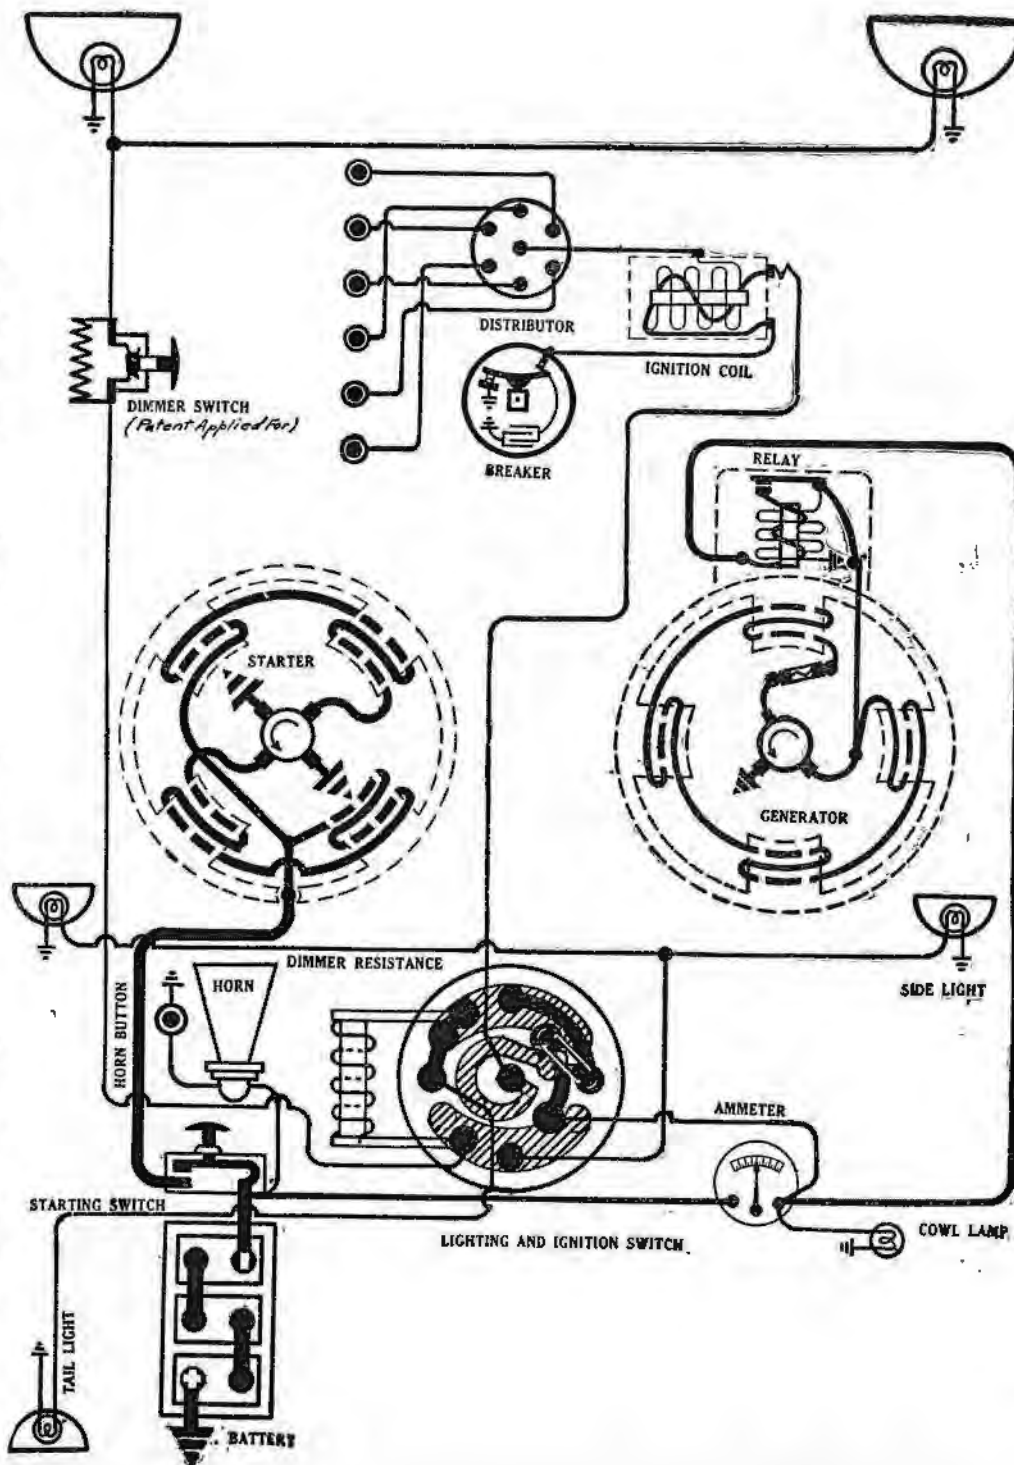 DISTRIBUTOR
IGNITION COIL
DIMMER SWITCH
(Patent Applied For)
BREAKER
RELAY
STARTER
GENERATOR
DIMMER RESISTANCE
HORN
SIDE LIGHT
HORN BUTTON
AMMETER
STARTING SWITCH
LIGHTING AND IGNITION SWITCH
COWL LAMP
TAIL LIGHT
BATTERY